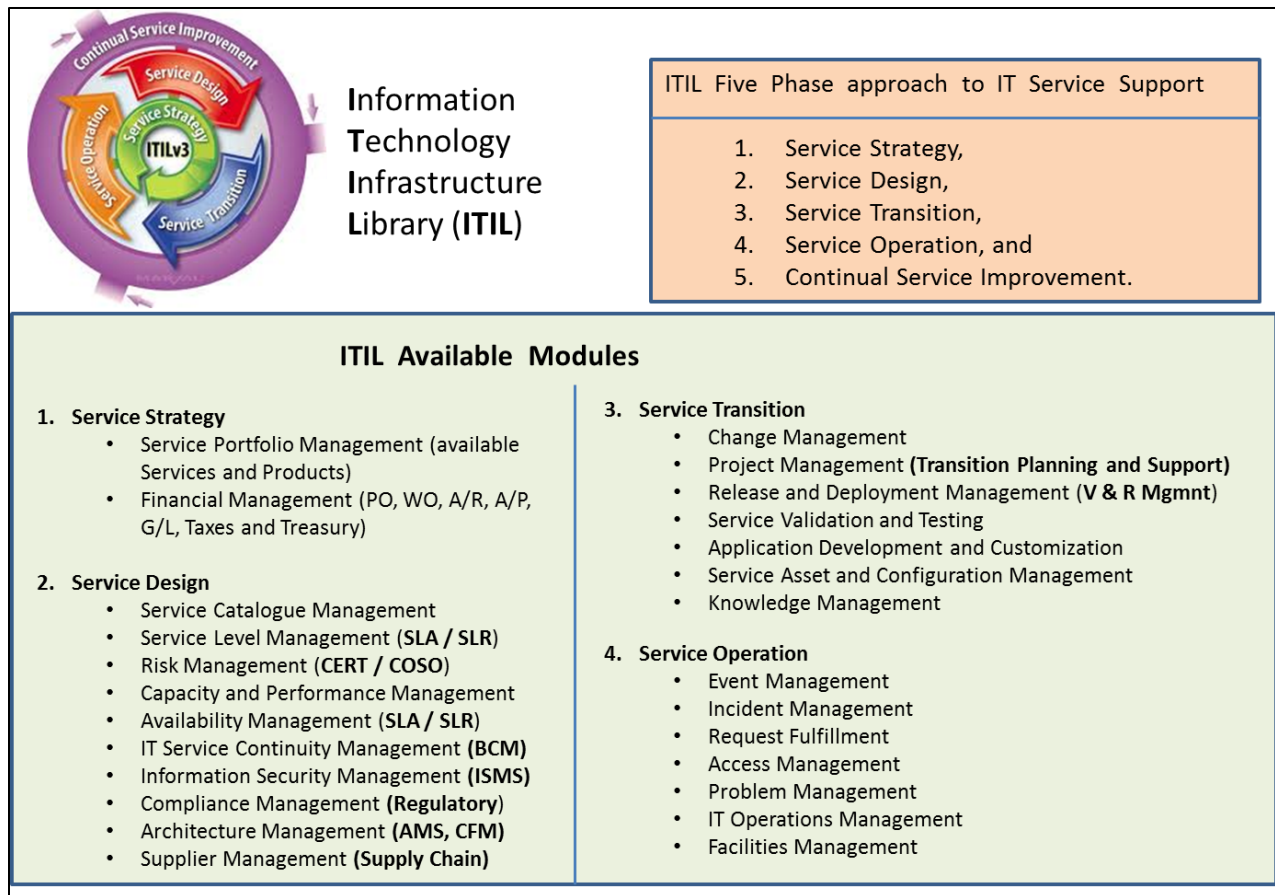 Continual Service Improvement
Service Design
Service Strategy
ITILv3
Service Operation
Service Transition
Information
Technology
Infrastructure
Library (ITIL)
ITIL Five Phase approach to IT Service Support
1. Service Strategy,
2. Service Design,
3. Service Transition,
4. Service Operation, and
5. Continual Service Improvement.
ITIL Available Modules
1. Service Strategy
• Service Portfolio Management (available
Services and Products)
• Financial Management (PO, WO, A/R, A/P,
G/L, Taxes and Treasury)
2. Service Design
• Service Catalogue Management
• Service Level Management (SLA / SLR)
• Risk Management (CERT / COSO)
• Capacity and Performance Management
• Availability Management (SLA / SLR)
• IT Service Continuity Management (BCM)
• Information Security Management (ISMS)
• Compliance Management (Regulatory)
• Architecture Management (AMS, CFM)
• Supplier Management (Supply Chain)
3. Service Transition
• Change Management
• Project Management (Transition Planning and Support)
• Release and Deployment Management (V & R Mgmnt)
• Service Validation and Testing
• Application Development and Customization
• Service Asset and Configuration Management
• Knowledge Management
4. Service Operation
• Event Management
• Incident Management
• Request Fulfillment
• Access Management
• Problem Management
• IT Operations Management
• Facilities Management